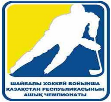 ШАЙБАЛЫ ХОККЕЙ БОЙЫНША
ҚАЗАҚСТАН РЕСПУБЛИКАСЫНЫҢ
АШЫҚ ЧЕМПИОНАТЫ